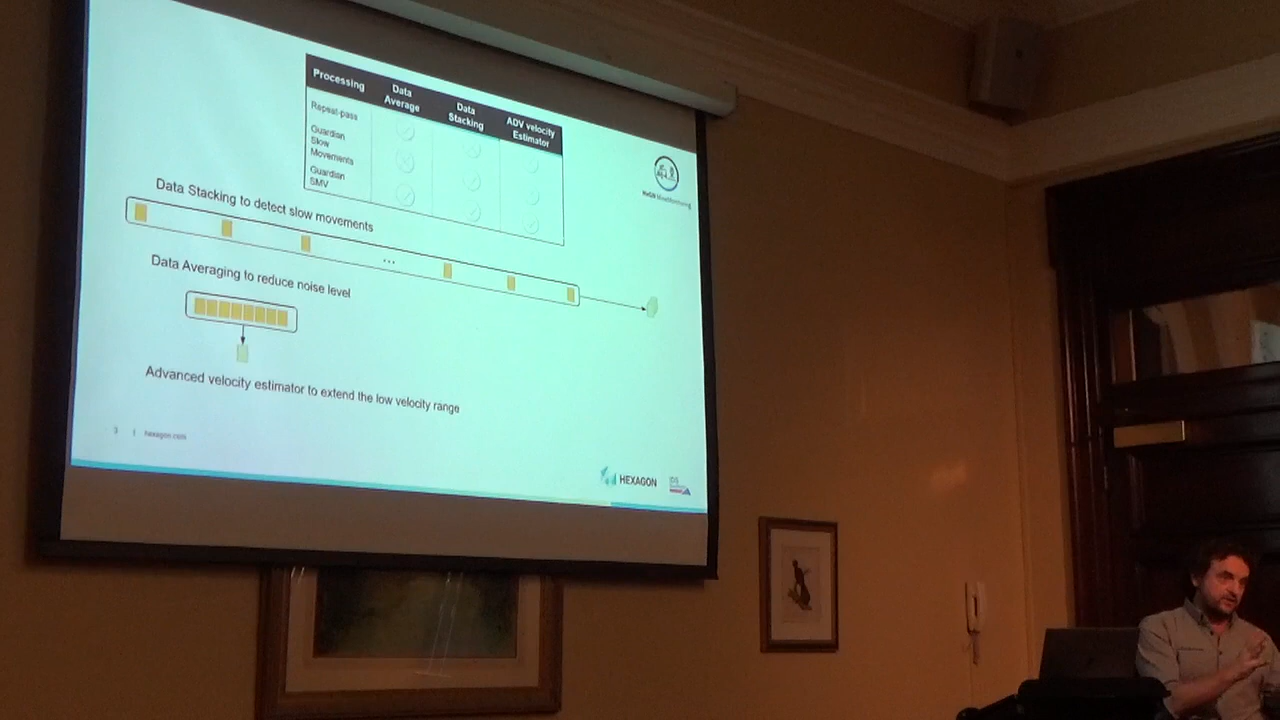 Processing
Data
Average
Data
Stacking
ADV velocity
Estimator
Repeat-pass
Guardian
Slow
Movements
Guardian
SMV
Data Stacking to detect slow movements
...
Data Averaging to reduce noise level
Advanced velocity estimator to extend the low velocity range
3 | hexagon.com
HEXAGON
IDS